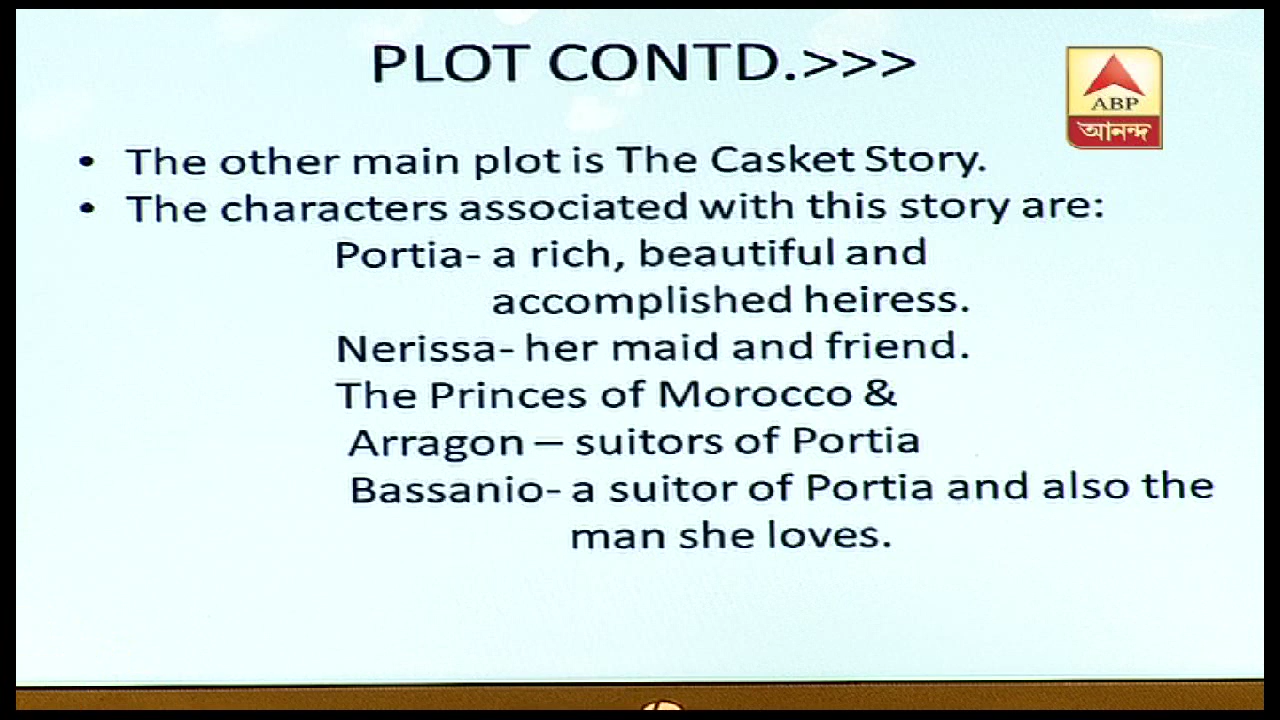 PLOT CONTD.>>>
ABP
আনন্দ
• The other main plot is The Casket Story.
• The characters associated with this story are:
Portia- a rich, beautiful and
accomplished heiress.
Nerissa- her maid and friend.
The Princes of Morocco &
Arragon – suitors of Portia
Bassanio- a suitor of Portia and also the
man she loves.